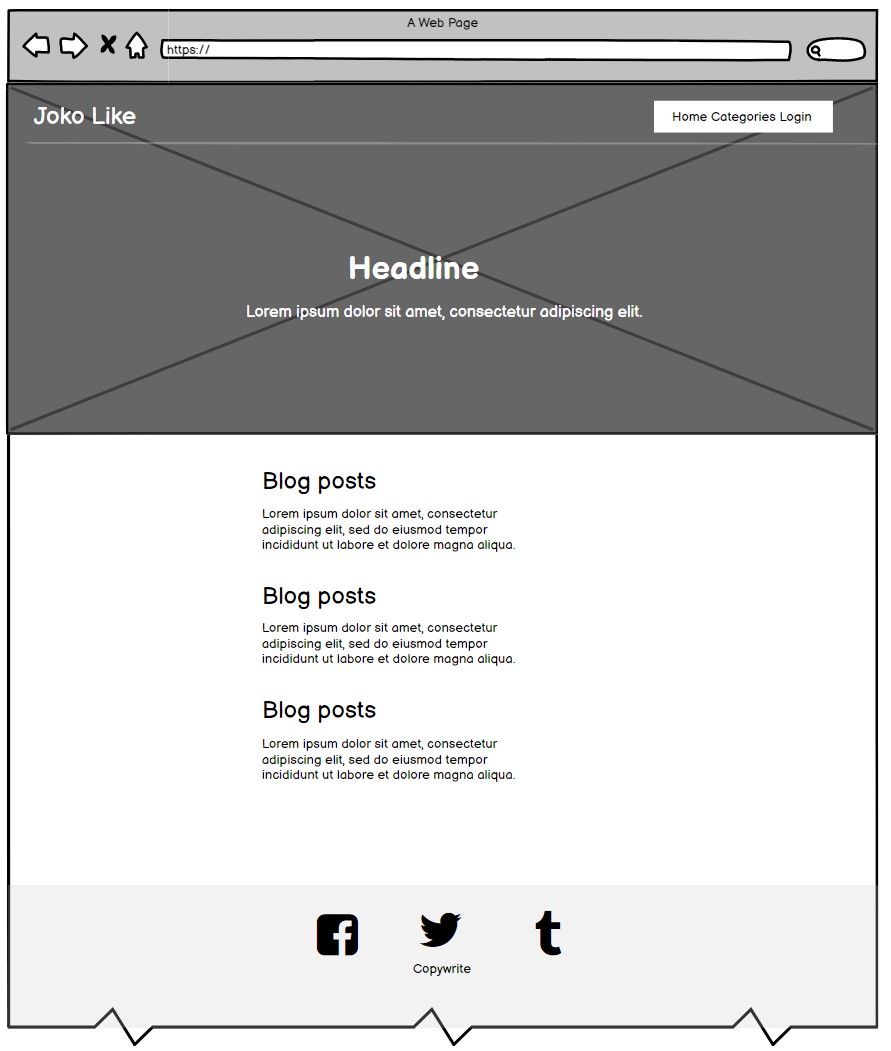 A Web Page
https://
Joko Like
Home Categories Login
Headline
Lorem ipsum dolor sit amet, consectetur adipiscing elit.
Blog posts
Lorem ipsum dolor sit amet, consectetur
adipiscing elit, sed do eiusmod tempor
incididunt ut labore et dolore magna aliqua.
Blog posts
Lorem ipsum dolor sit amet, consectetur
adipiscing elit, sed do eiusmod tempor
incididunt ut labore et dolore magna aliqua.
Blog posts
Lorem ipsum dolor sit amet, consectetur
adipiscing elit, sed do eiusmod tempor
incididunt ut labore et dolore magna aliqua.
Copywrite